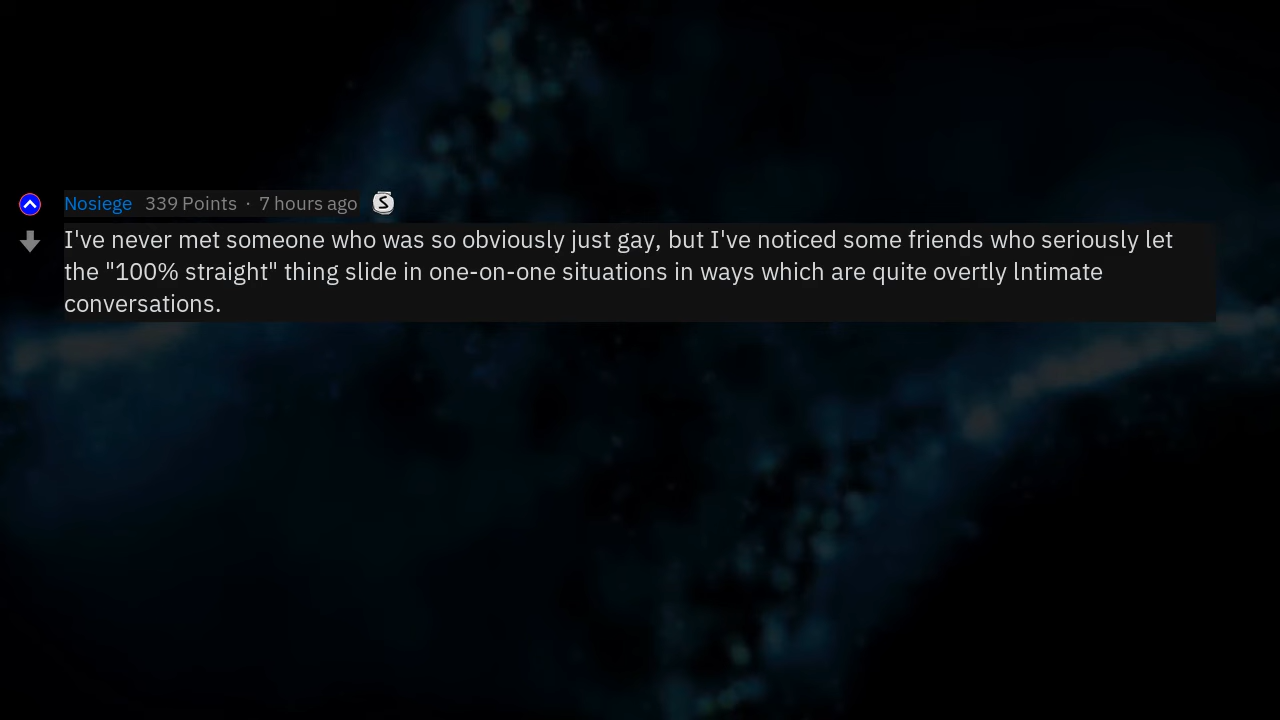 Nosiege 339 Points · 7 hours ago S
I've never met someone who was so obviously just gay, but I've noticed some friends who seriously let
the "100% straight" thing slide in one-on-one situations in ways which are quite overtly lntimate
conversations.